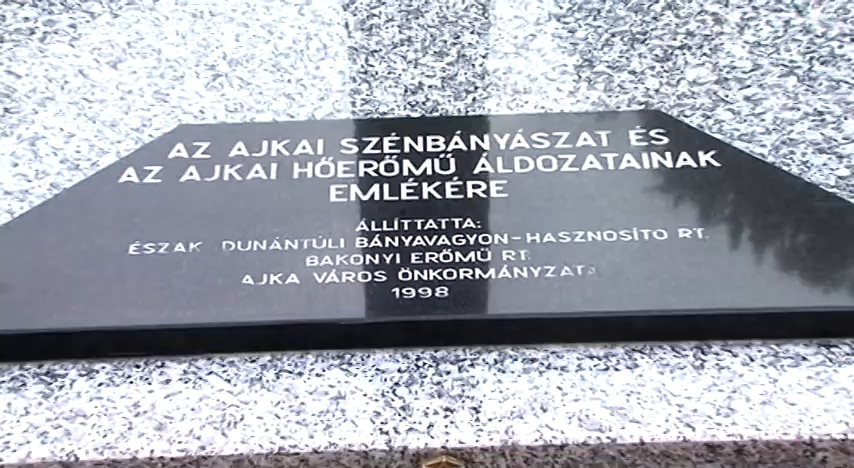 AZ AJKAI SZÉNBÁNYÁSZAT ÉS
AZ AJKAI HŐERŐMŰ ÁLDOZATAINAK
EMLÉKÉRE
ÁLLÍTTATTA:
ÉSZAK DUNÁNTÚLI BÁNYAVAGYON-HASZNOSÍTÓ RT.
BAKONYI ERŐMŰ RT.
AJKA VÁROS ÖNKORMÁNYZATA
1998